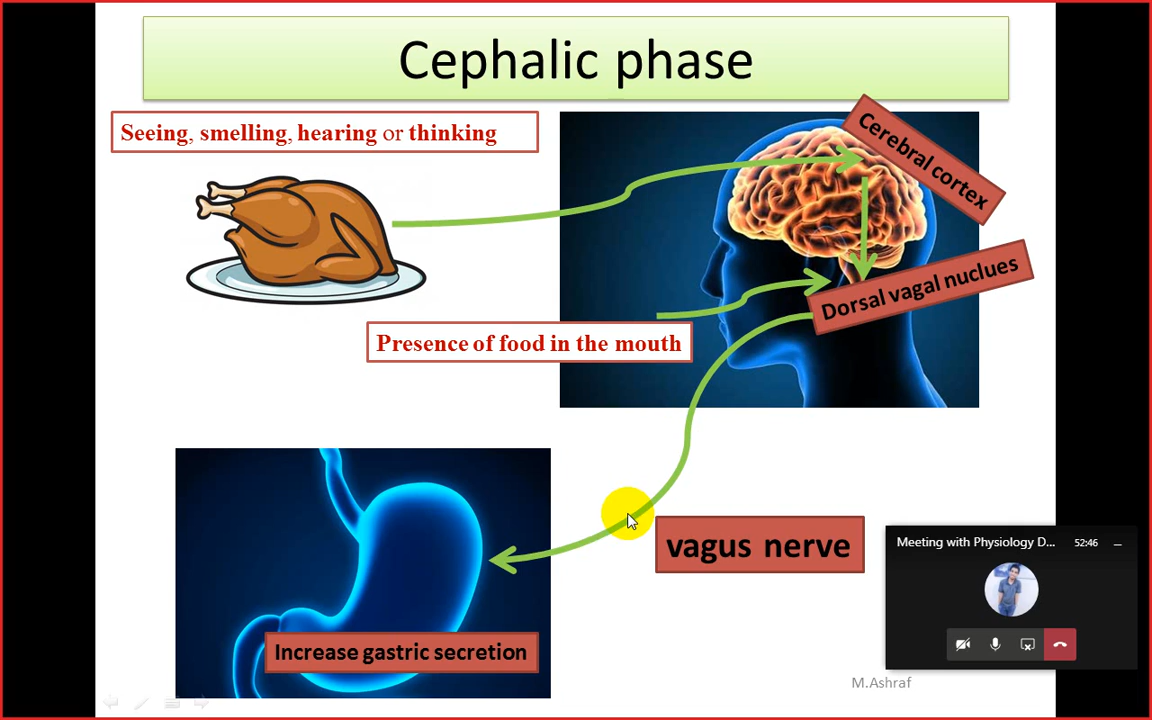 Cephalic phase
Seeing, smelling, hearing or thinking
Cerebral cortex
Dorsal vagal nuclues
Presence of food in the mouth
vagus nerve
Increase gastric secretion
Meeting with Physiology D... 52:46
M.Ashraf